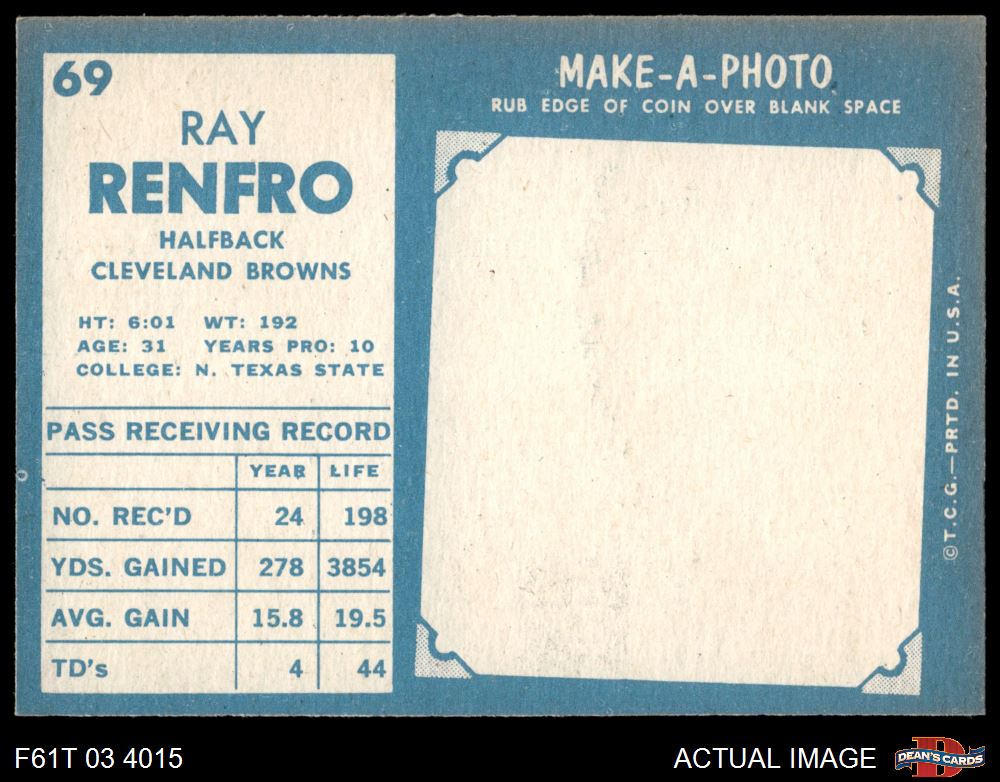 69
RAY
RENFRO
HALFBACK
CLEVELAND BROWNS
HT: 6:01 WT: 192
AGE: 31 YEARS PRO: 10
COLLEGE: N. TEXAS STATE
PASS RECEIVING RECORD
YEAR LIFE
NO. REC'D 24 198
YDS. GAINED 278 3854
AVG. GAIN 15.8 19.5
TD's 4 44
MAKE-A-PHOTO
RUB EDGE OF COIN OVER BLANK SPACE
©T.C.G.—PRTD. IN U.S.A.
F61T 03 4015
ACTUAL IMAGE
D
DEAN'S CARDS